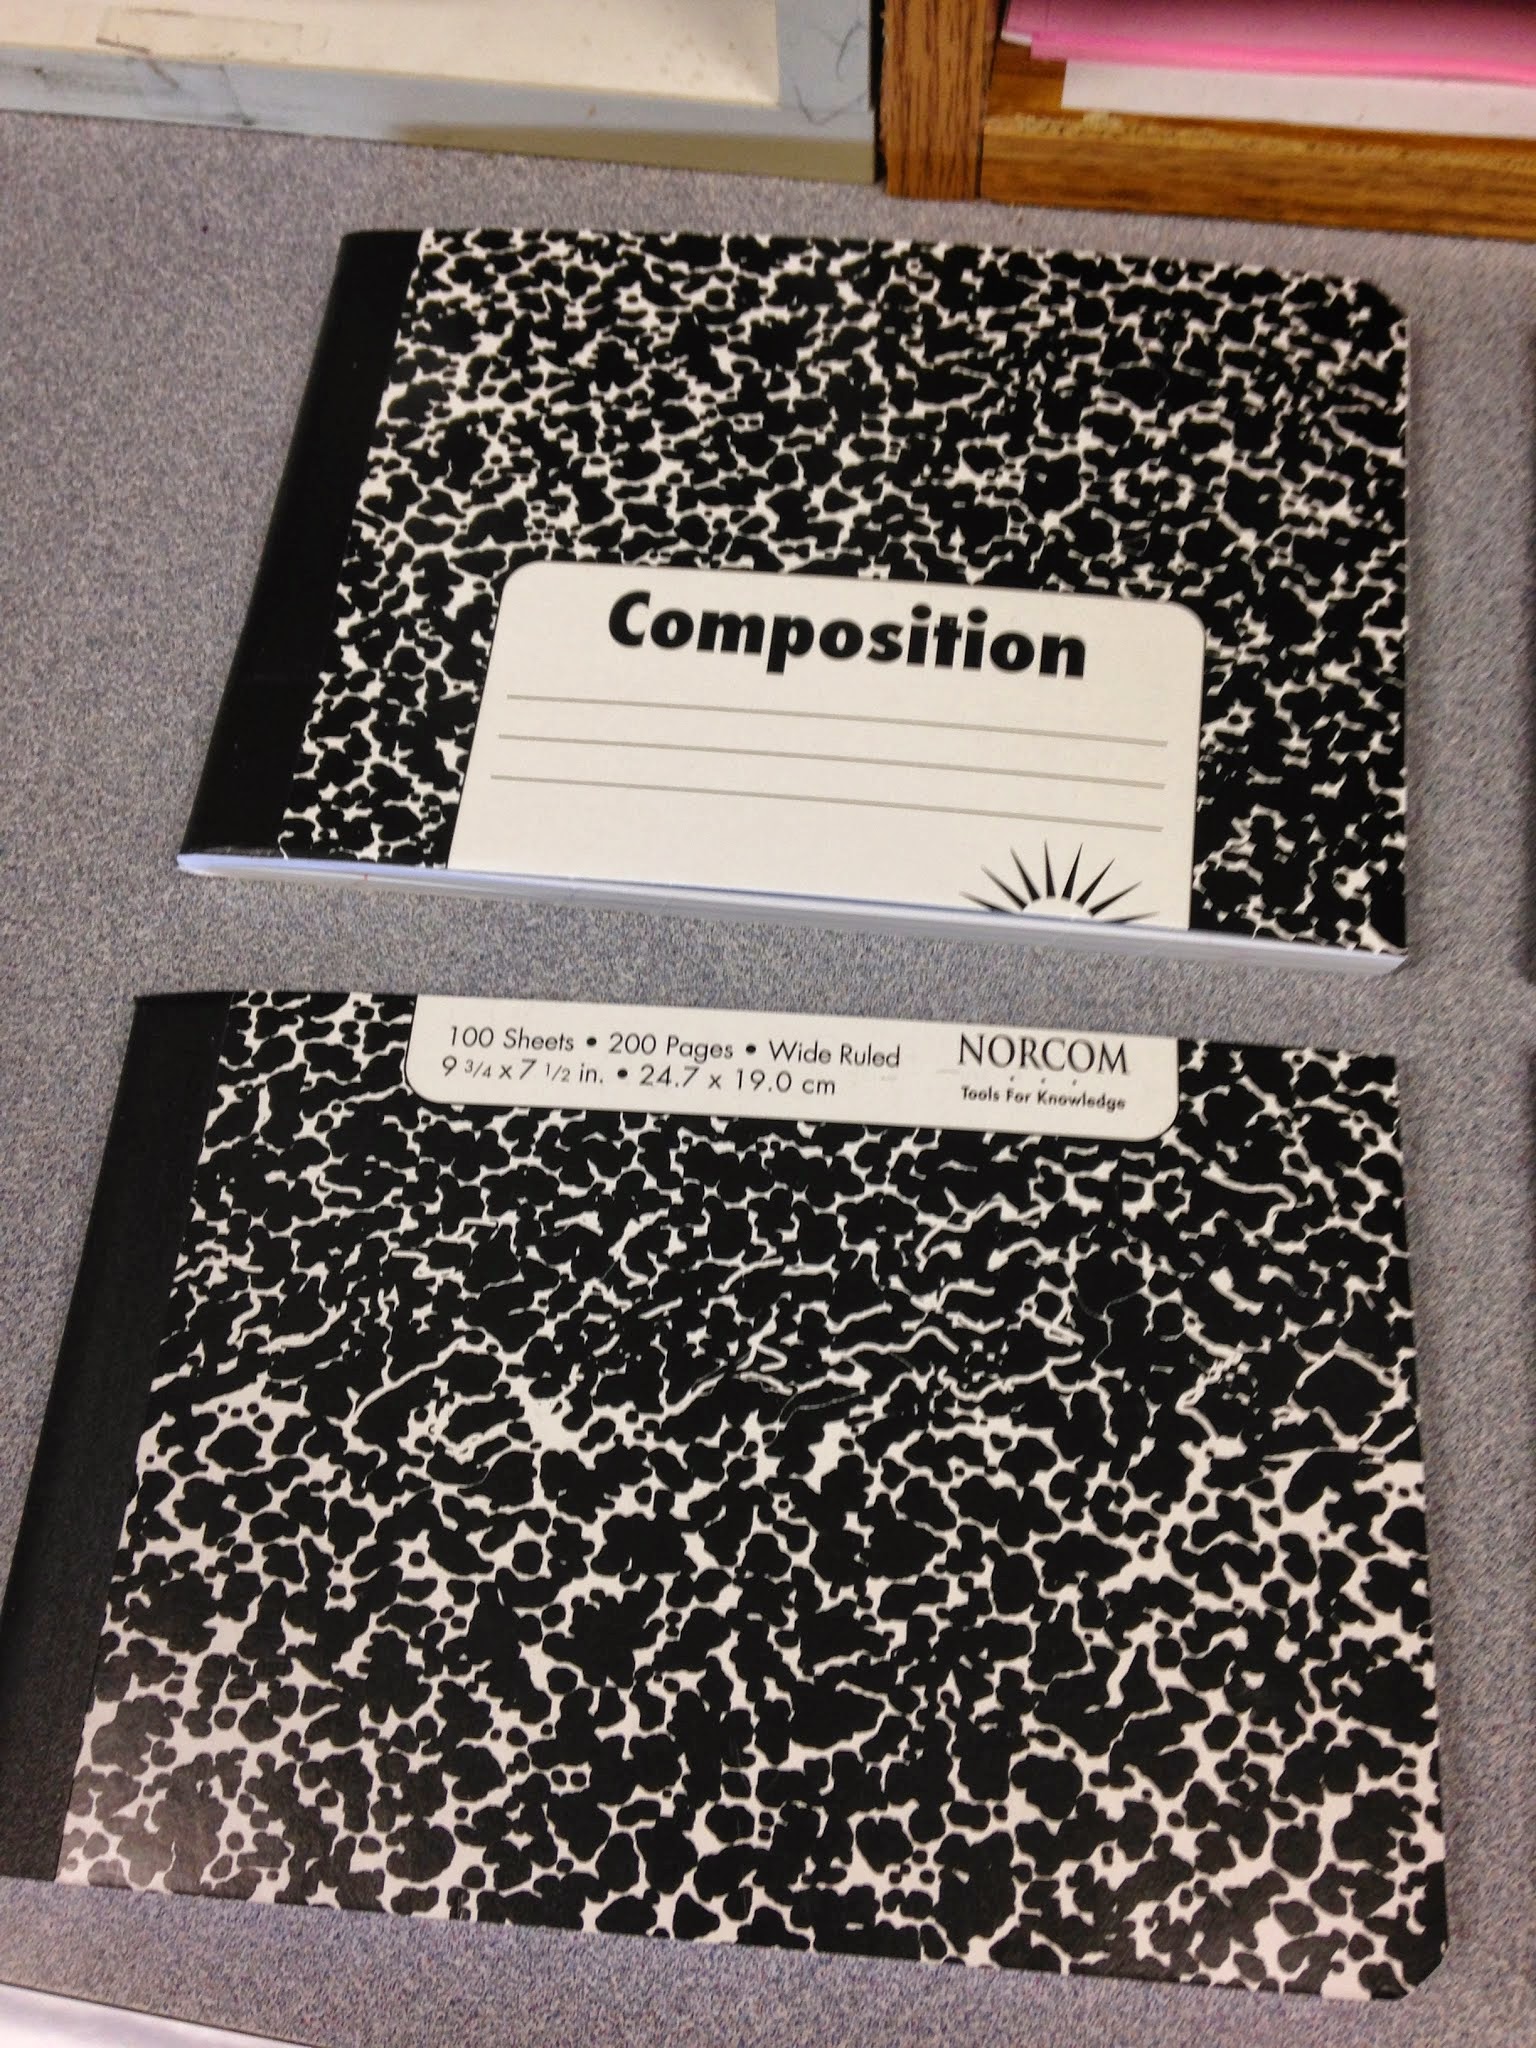 Composition
100 Sheets • 200 Pages • Wide Ruled
9 3/4 x 7 1/2 in. • 24.7 x 19.0 cm
NORCOM
Tools For Knowledge